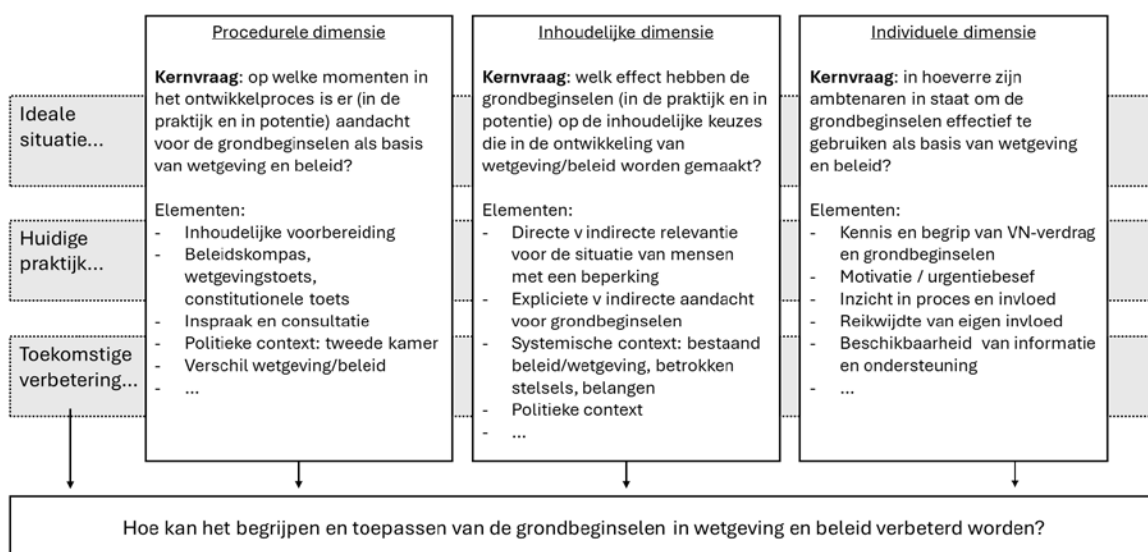 Ideale
situatie...
Huidige
praktijk...
Toekomstige
verbetering...
Procedurele dimensie
Kernvraag: op welke momenten in
het ontwikkelproces is er (in de
praktijk en in potentie) aandacht
voor de grondbeginselen als basis
van wetgeving en beleid?
Elementen:
- Inhoudelijke voorbereiding
- Beleidskompas,
wetgevingstoets,
constitutionele toets
- Inspraak en consultatie
- Politieke context: tweede kamer
- Verschil wetgeving/beleid
- ...
Inhoudelijke dimensie
Kernvraag: welk effect hebben de
grondbeginselen (in de praktijk en in
potentie) op de inhoudelijke keuzes
die in de ontwikkeling van
wetgeving/beleid worden gemaakt?
Elementen:
- Directe v indirecte relevantie
voor de situatie van mensen
met een beperking
- Expliciete v indirecte aandacht
voor grondbeginselen
- Systemische context: bestaand
beleid/wetgeving, betrokken
stelsels, belangen
- Politieke context
- ...
Individuele dimensie
Kernvraag: in hoeverre zijn
ambtenaren in staat om de
grondbeginselen effectief te
gebruiken als basis van wetgeving
en beleid?
Elementen:
- Kennis en begrip van VN-verdrag
en grondbeginselen
- Motivatie / urgentiebesef
- Inzicht in proces en invloed
- Reikwijdte van eigen invloed
- Beschikbaarheid van informatie
en ondersteuning
- ...
Hoe kan het begrijpen en toepassen van de grondbeginselen in wetgeving en beleid verbeterd worden?